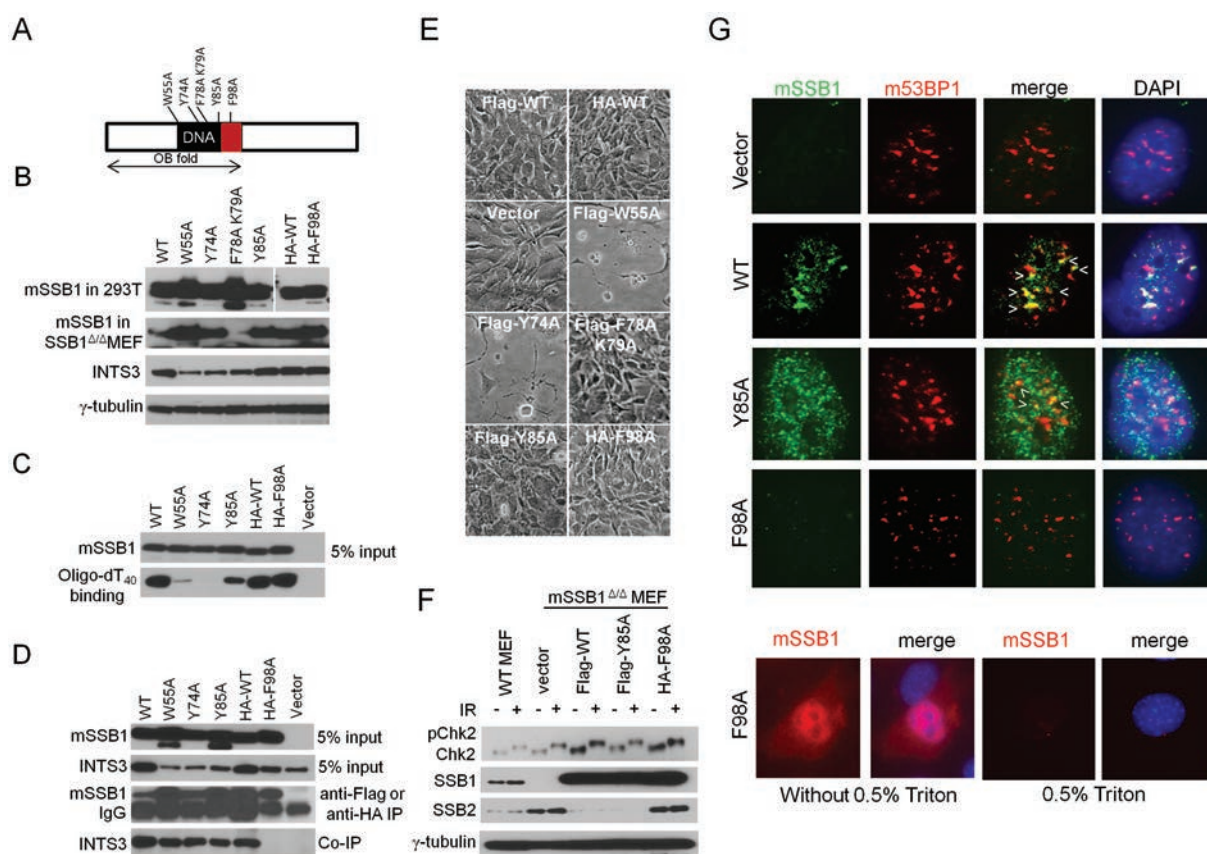 A
W55A
Y74A
F78A K79A
Y85A
F98A
DNA
OB fold
B
WT
W55A
Y74A
F78A K79A
Y85A
HA-WT
HA-F98A
mSSB1 in 293T
mSSB1 in
SSB1Δ/Δ MEF
INTS3
γ-tubulin
C
WT
W55A
Y74A
Y85A
HA-WT
HA-F98A
Vector
mSSB1
5% input
Oligo-dT40
binding
D
WT
W55A
Y74A
Y85A
HA-WT
HA-F98A
Vector
mSSB1
5% input
INTS3
5% input
mSSB1
IgG
anti-Flag or
anti-HA IP
INTS3
Co-IP
E
Flag-WT
HA-WT
Vector
Flag-W55A
Flag-Y74A
Flag-F78A
K79A
Flag-Y85A
HA-F98A
F
mSSB1 Δ/Δ MEF
WT MEF
vector
Flag-WT
Flag-Y85A
HA-F98A
IR
- + - + - + - + - +
pChk2
Chk2
SSB1
SSB2
γ-tubulin
G
mSSB1
m53BP1
merge
DAPI
Vector
WT
Y85A
F98A
mSSB1
merge
mSSB1
merge
F98A
Without 0.5% Triton
0.5% Triton